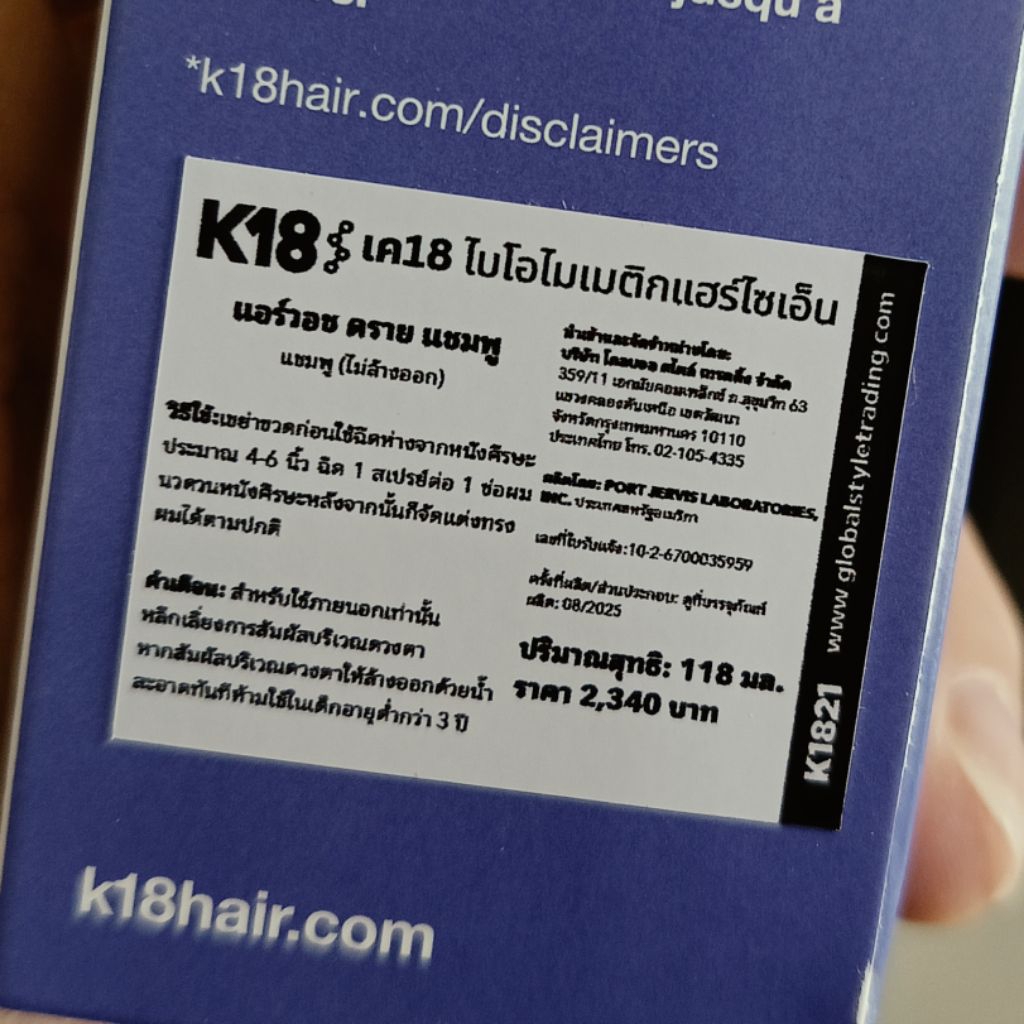 jusqu'à
*k18hair.com/disclaimers
K18 เค18 ไบโอไมเมติกแฮร์ไซเอ็น
แอร์วอช ดราย แชมพู
แชมพู (ไม่ล้างออก)
วิธีใช้:เขย่าขวดก่อนใช้ฉีดห่างจากหนังศีรษะ
ประมาณ 4-6 นิ้ว ฉีด 1 สเปรย์ต่อ 1 ช่อผม
นวดวนหนังศีรษะหลังจากนั้นก็จัดแต่งทรง
ผมได้ตามปกติ
คำเตือน: สำหรับใช้ภายนอกเท่านั้น
หลีกเลี่ยงการสัมผัสบริเวณดวงตา
หากสัมผัสบริเวณดวงตาให้ล้างออกด้วยน้ำ
สะอาดทันทีห้ามใช้ในเด็กอายุต่ำกว่า 3 ปี
นำเข้าและจัดจำหน่ายโดย:
บริษัท โกลบอล สไตล์ เทรดดิ้ง จำกัด
359/11 เอกมัยคอมเพล็กซ์ ถ.สุขุมวิท 63
แขวงคลองตันเหนือ เขตวัฒนา
จังหวัดกรุงเทพมหานคร 10110
ประเทศไทย โทร. 02-105-4335
ผลิตโดย: PORT JERVIS LABORATORIES,
INC. ประเทศสหรัฐอเมริกา
เลขที่ใบรับแจ้ง:10-2-6700035959
ครั้งที่ผลิต/ส่วนประกอบ: ดูที่บรรจุภัณฑ์
ผลิต: 08/2025
ปริมาณสุทธิ: 118 มล.
ราคา 2,340 บาท
K1821 www.globalstyletrading.com
k18hair.com